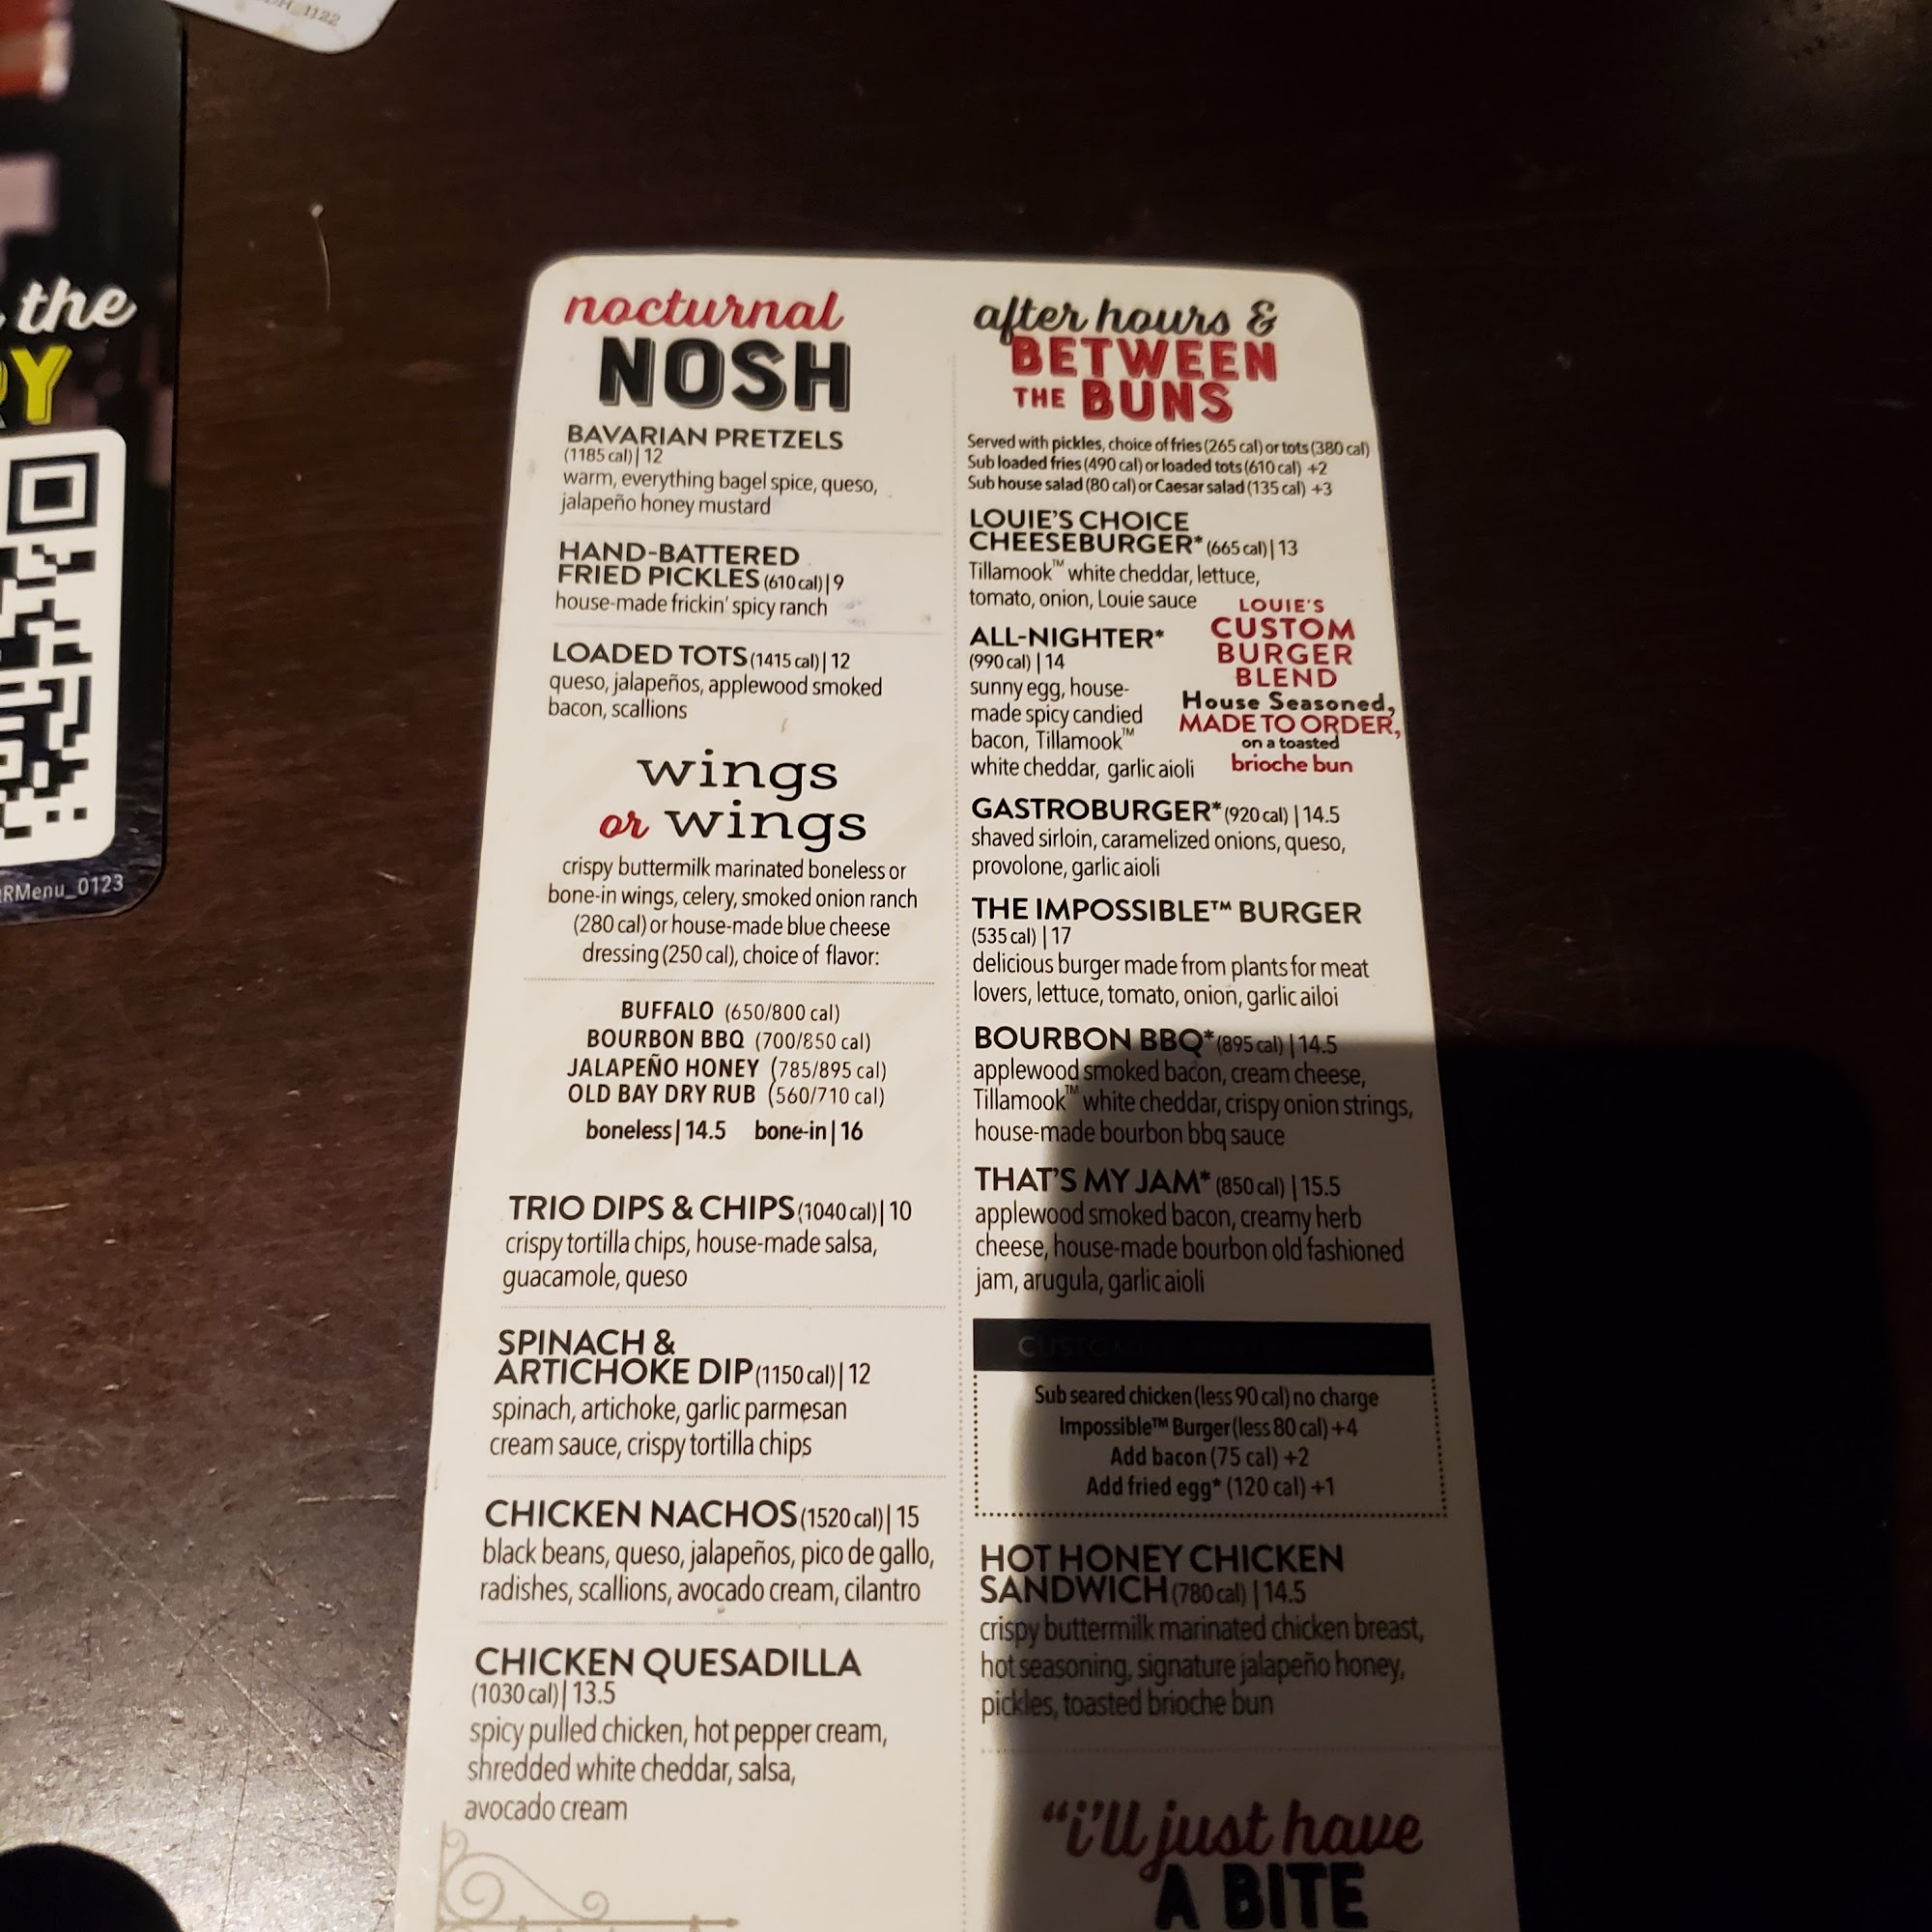 H_1122
the
Y
RMenu_0123
nocturnal
NOSH
BAVARIAN PRETZELS
(1185 cal) | 12
warm, everything bagel spice, queso,
jalapeño honey mustard
HAND-BATTERED
FRIED PICKLES (610 cal) | 9
house-made frickin' spicy ranch
LOADED TOTS (1415 cal) | 12
queso, jalapeños, applewood smoked
bacon, scallions
wings
or wings
crispy buttermilk marinated boneless or
bone-in wings, celery, smoked onion ranch
(280 cal) or house-made blue cheese
dressing (250 cal), choice of flavor:
BUFFALO (650/800 cal)
BOURBON BBQ (700/850 cal)
JALAPEÑO HONEY (785/895 cal)
OLD BAY DRY RUB (560/710 cal)
boneless | 14.5 bone-in | 16
TRIO DIPS & CHIPS (1040 cal) | 10
crispy tortilla chips, house-made salsa,
guacamole, queso
SPINACH &
ARTICHOKE DIP (1150 cal) | 12
spinach, artichoke, garlic parmesan
cream sauce, crispy tortilla chips
CHICKEN NACHOS (1520 cal) | 15
black beans, queso, jalapeños, pico de gallo,
radishes, scallions, avocado cream, cilantro
CHICKEN QUESADILLA
(1030 cal) | 13.5
spicy pulled chicken, hot pepper cream,
shredded white cheddar, salsa,
avocado cream
after hours &
BETWEEN
THE BUNS
Served with pickles, choice of fries (265 cal) or tots (380 cal)
Sub loaded fries (490 cal) or loaded tots (610 cal) +2
Sub house salad (80 cal) or Caesar salad (135 cal) +3
LOUIE'S CHOICE
CHEESEBURGER* (665 cal) | 13
Tillamook™ white cheddar, lettuce,
tomato, onion, Louie sauce
ALL-NIGHTER*
(990 cal) | 14
sunny egg, house-
made spicy candied
bacon, Tillamook™
white cheddar, garlic aioli
LOUIE'S
CUSTOM
BURGER
BLEND
House Seasoned,
MADE TO ORDER,
on a toasted
brioche bun
GASTROBURGER* (920 cal) | 14.5
shaved sirloin, caramelized onions, queso,
provolone, garlic aioli
THE IMPOSSIBLE™ BURGER
(535 cal) | 17
delicious burger made from plants for meat
lovers, lettuce, tomato, onion, garlic ailoi
BOURBON BBQ* (895 cal) | 14.5
applewood smoked bacon, cream cheese,
Tillamook™ white cheddar, crispy onion strings,
house-made bourbon bbq sauce
THAT'S MY JAM* (850 cal) | 15.5
applewood smoked bacon, creamy herb
cheese, house-made bourbon old fashioned
jam, arugula, garlic aioli
Sub seared chicken (less 90 cal) no charge
Impossible™ Burger (less 80 cal) +4
Add bacon (75 cal) +2
Add fried egg* (120 cal) +1
HOT HONEY CHICKEN
SANDWICH (780 cal) | 14.5
crispy buttermilk marinated chicken breast,
hot seasoning, signature jalapeño honey,
pickles, toasted brioche bun
"i'll just have
A BITE